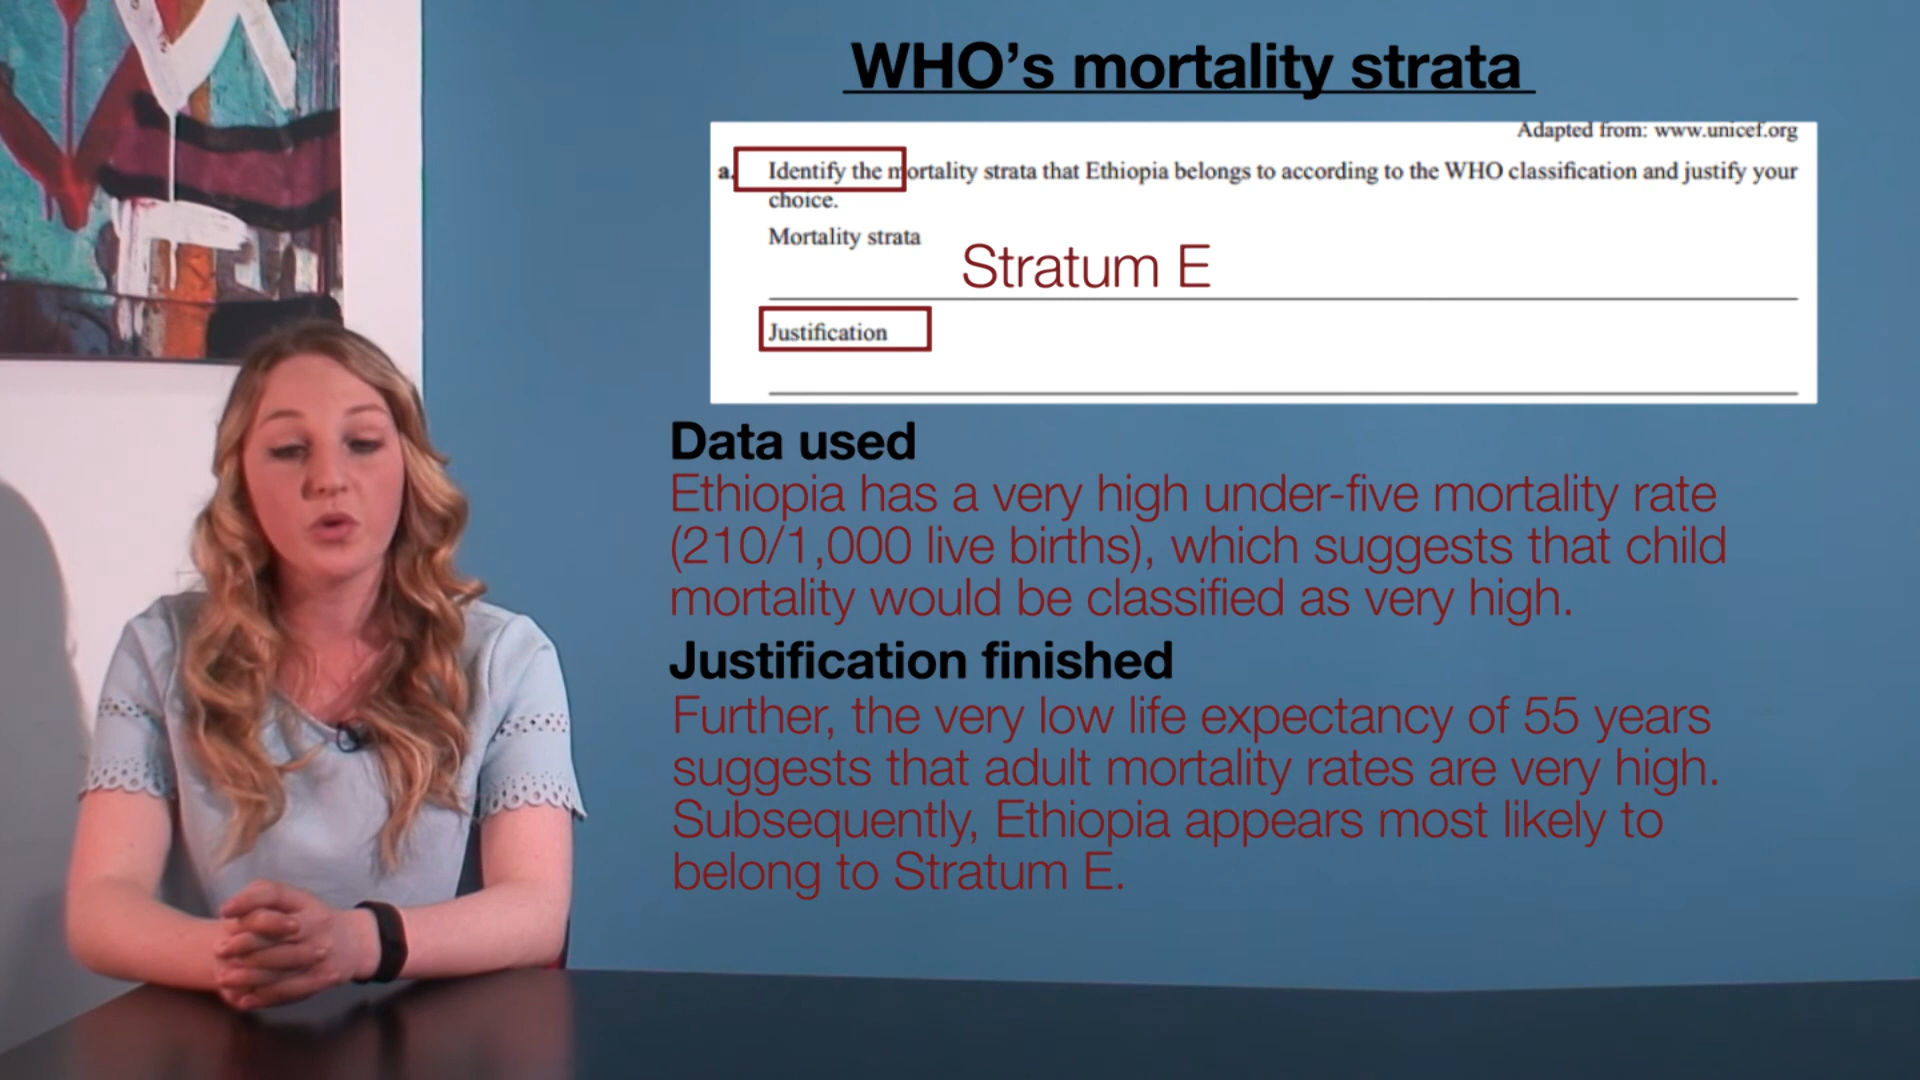 WHO's mortality strata
Adapted from: www.unicef.org
a. Identify the mortality strata that Ethiopia belongs to according to the WHO classification and justify your
choice.
Mortality strata
Stratum E
Justification
Data used
Ethiopia has a very high under-five mortality rate
(210/1,000 live births), which suggests that child
mortality would be classified as very high.
Justification finished
Further, the very low life expectancy of 55 years
suggests that adult mortality rates are very high.
Subsequently, Ethiopia appears most likely to
belong to Stratum E.